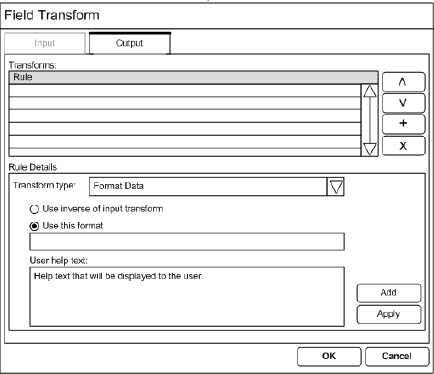 Field Transform
Input Output
Transforms:
Rule
Λ
V
+
X
Rule Details
Transform type: Format Data
Use inverse of input transform
Use this format
User help text:
Help text that will be displayed to the user.
Add
Apply
OK Cancel